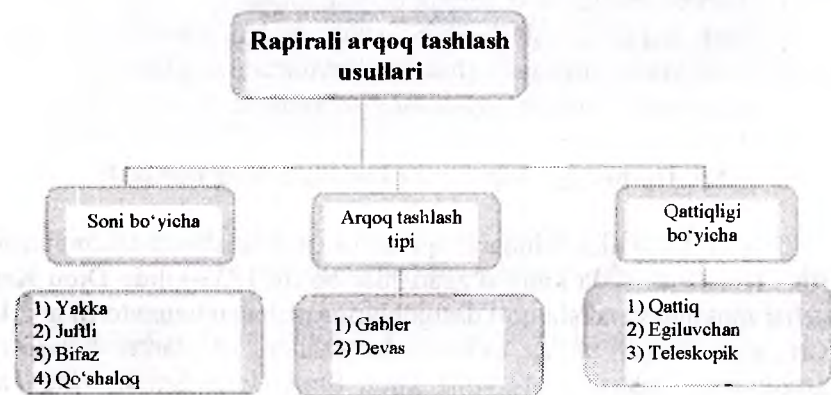 Rapirali arqoq tashlash
usullari
Soni bo‘yicha
1) Yakka
2) Juftli
3) Bifaz
4) Qo‘shaloq
Arqoq tashlash
tipi
1) Gabler
2) Devas
Qattiqligi
bo‘yicha
1) Qattiq
2) Egiluvchan
3) Teleskopik